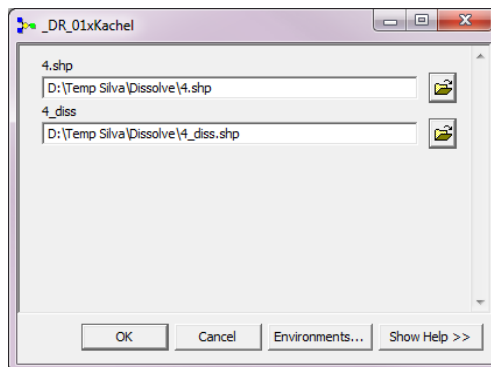 _DR_01xKachel
4.shp
D:\Temp Silva\Dissolve\4.shp
4_diss
D:\Temp Silva\Dissolve\4_diss.shp
OK
Cancel
Environments...
Show Help >>